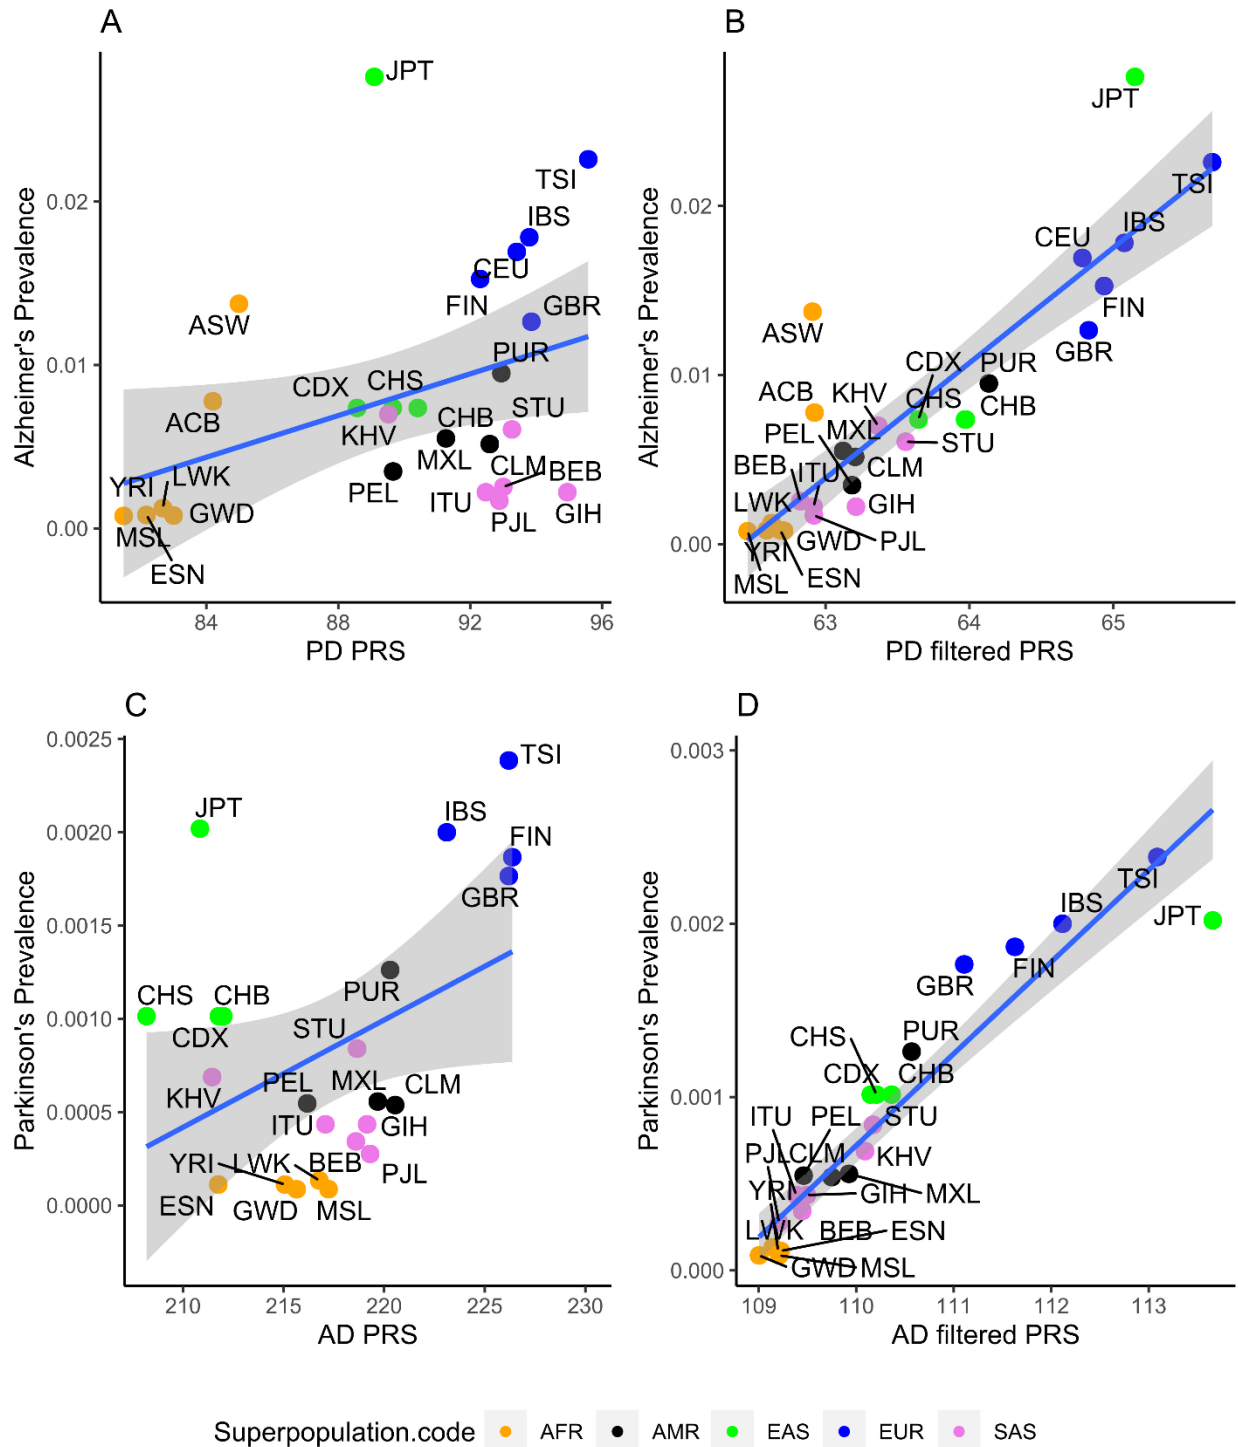 A
JPT
TSI
IBS
CEU
FIN
GBR
ASW
PUR
CDX
CHS
ACB
KHV
CHB
STU
MXL
PEL
CLM
BEB
LWK
YRI
ITU
GWD
PJL
GIH
MSL
ESN
0.02
0.01
0.00
Alzheimer's Prevalence
84
88
92
96
PD PRS
B
JPT
TSI
IBS
CEU
FIN
ASW
GBR
CDX
PUR
ACB
KHV
CHS
CHB
PEL
MXL
STU
BEB
ITU
CLM
LWK
GIH
YRI
GWD
PJL
MSL
ESN
0.02
0.01
0.00
Alzheimer's Prevalence
63
64
65
PD filtered PRS
C
TSI
JPT
IBS
FIN
GBR
PUR
CHS
CHB
CDX
STU
KHV
PEL
MXL
CLM
ITU
GIH
YRI
LWK
BEB
PJL
ESN
GWD
MSL
0.0025
0.0020
0.0015
0.0010
0.0005
0.0000
Parkinson's Prevalence
210
215
220
225
230
AD PRS
D
TSI
IBS
JPT
FIN
GBR
CHS
PUR
CDX
CHB
ITU
PEL
STU
PJL
CLM
KHV
YRI
GIH
MXL
LWK
BEB
ESN
GWD
MSL
0.003
0.002
0.001
0.000
Parkinson's Prevalence
109
110
111
112
113
AD filtered PRS
Superpopulation.code AFR AMR EAS EUR SAS